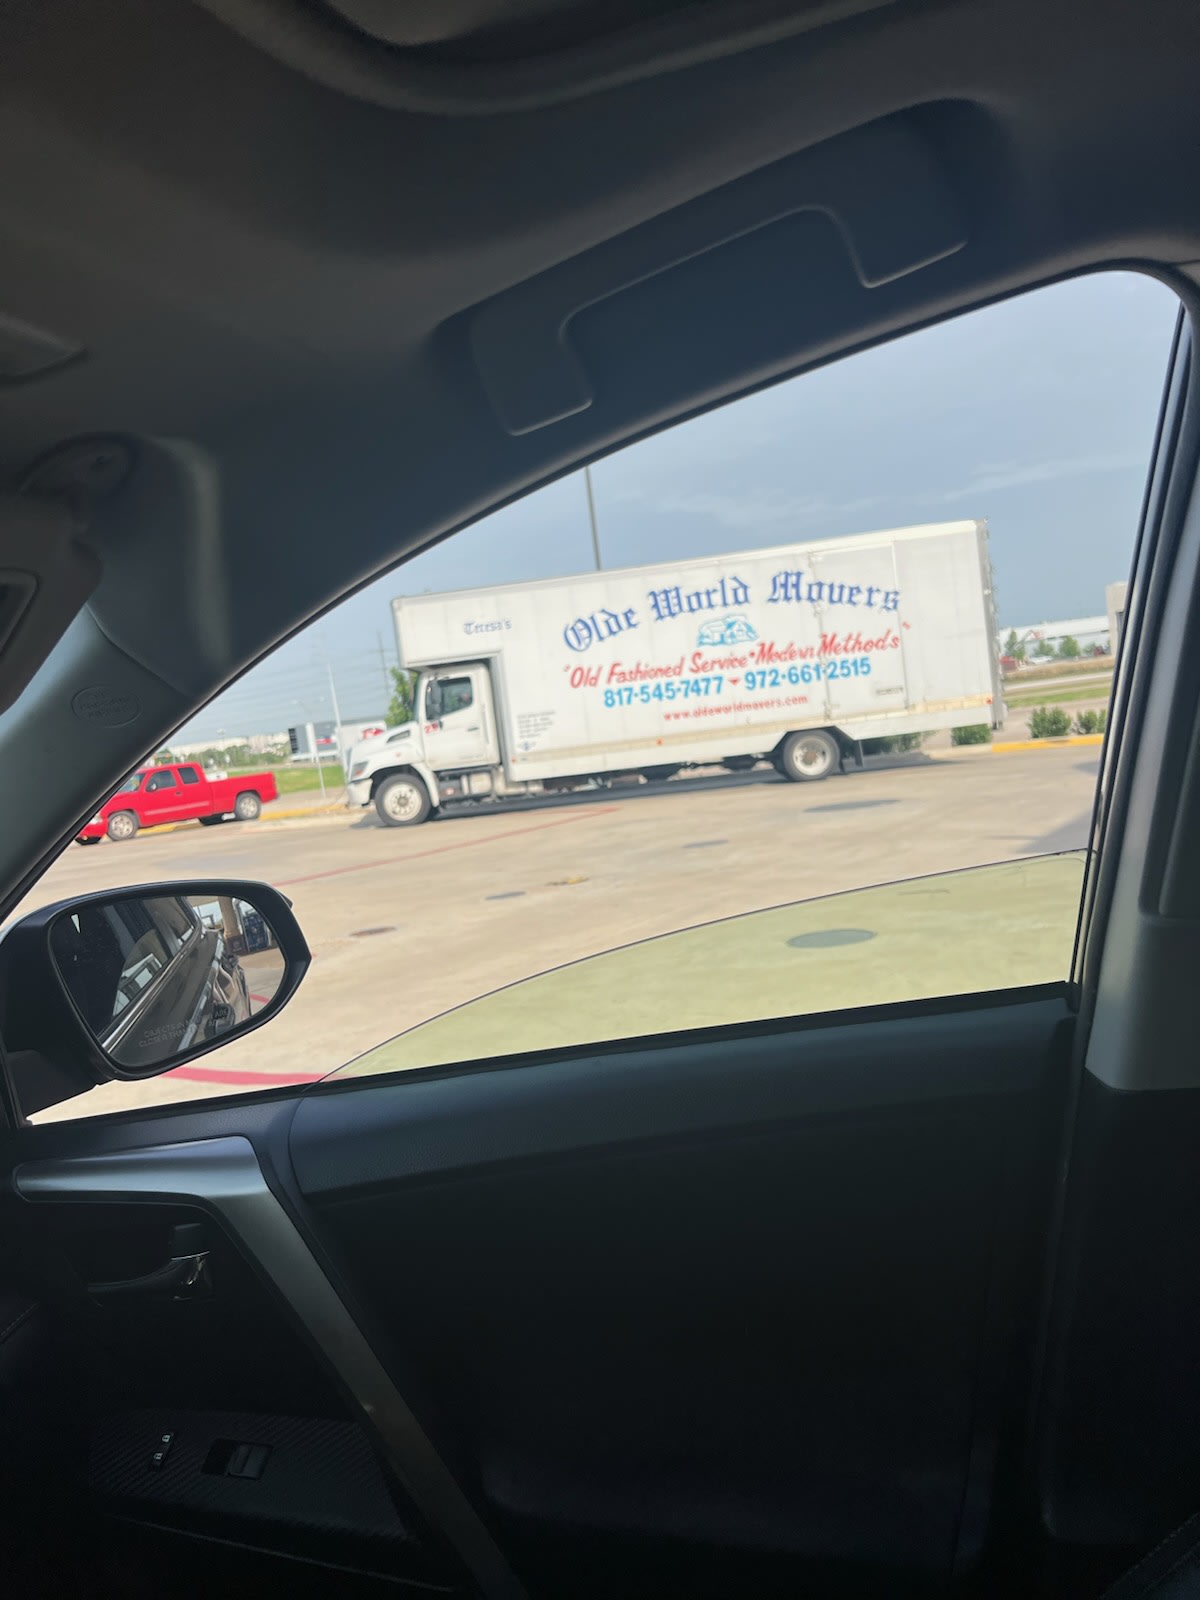 Teresa's
Olde World Movers
"Old Fashioned Service • Modern Methods"
817-545-7477 - 972-661-2515
www.oldeworldmovers.com